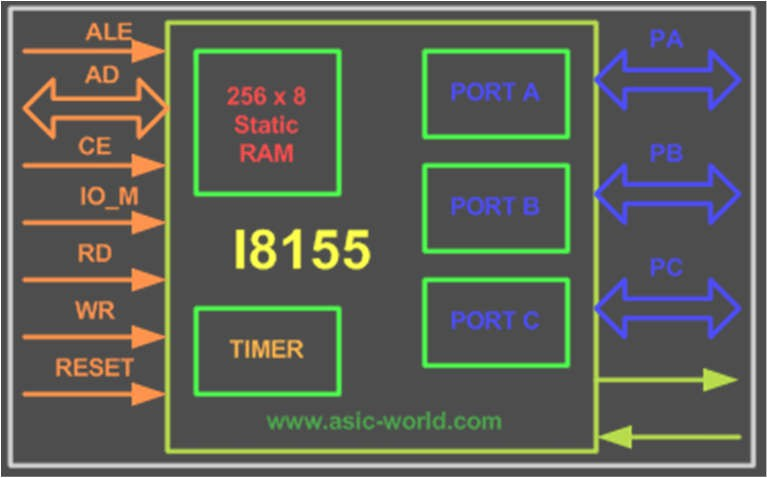 ALE
AD
CE
IO_M
RD
WR
RESET
256 x 8
Static
RAM
I8155
TIMER
PORT A
PORT B
PORT C
PA
PB
PC
www.asic-world.com